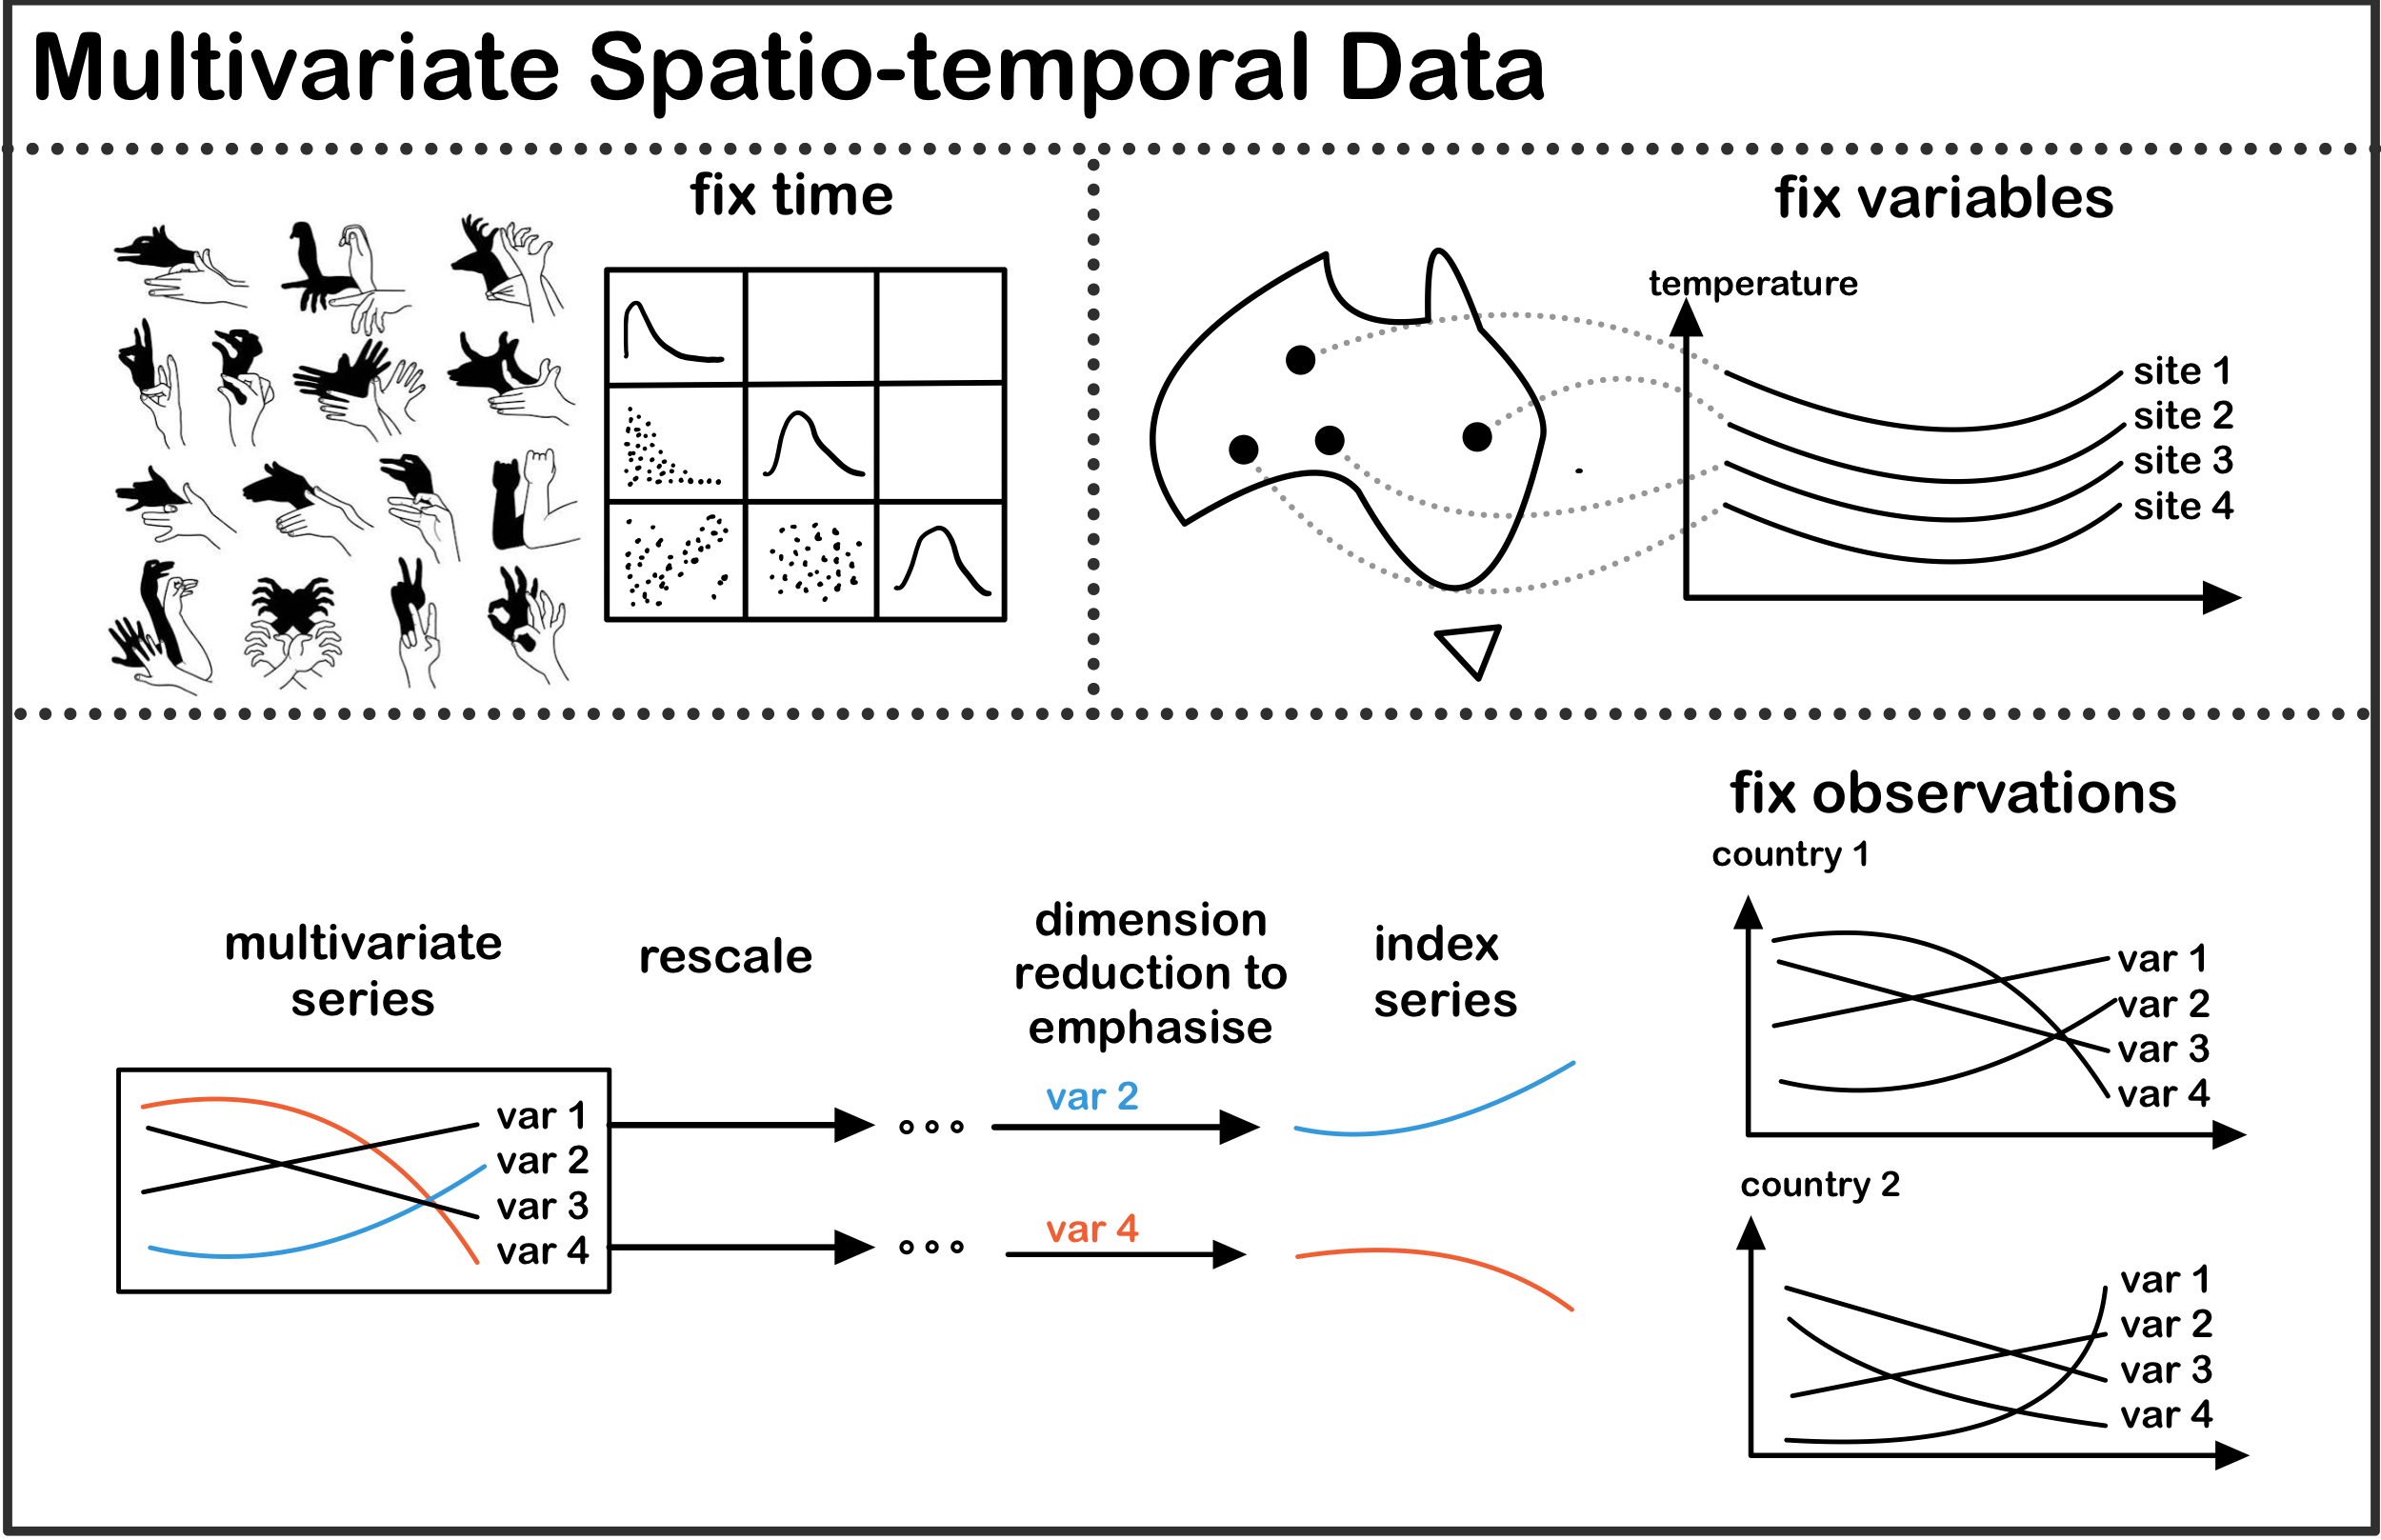 Multivariate Spatio-temporal Data
fix time
fix variables
temperature
site 1
site 2
site 3
site 4
fix observations
multivariate
series
rescale
dimension
reduction to
emphasise
index
series
var 1
var 2
var 3
var 4
var 2
var 4
country 1
var 1
var 2
var 3
var 4
country 2
var 1
var 2
var 3
var 4